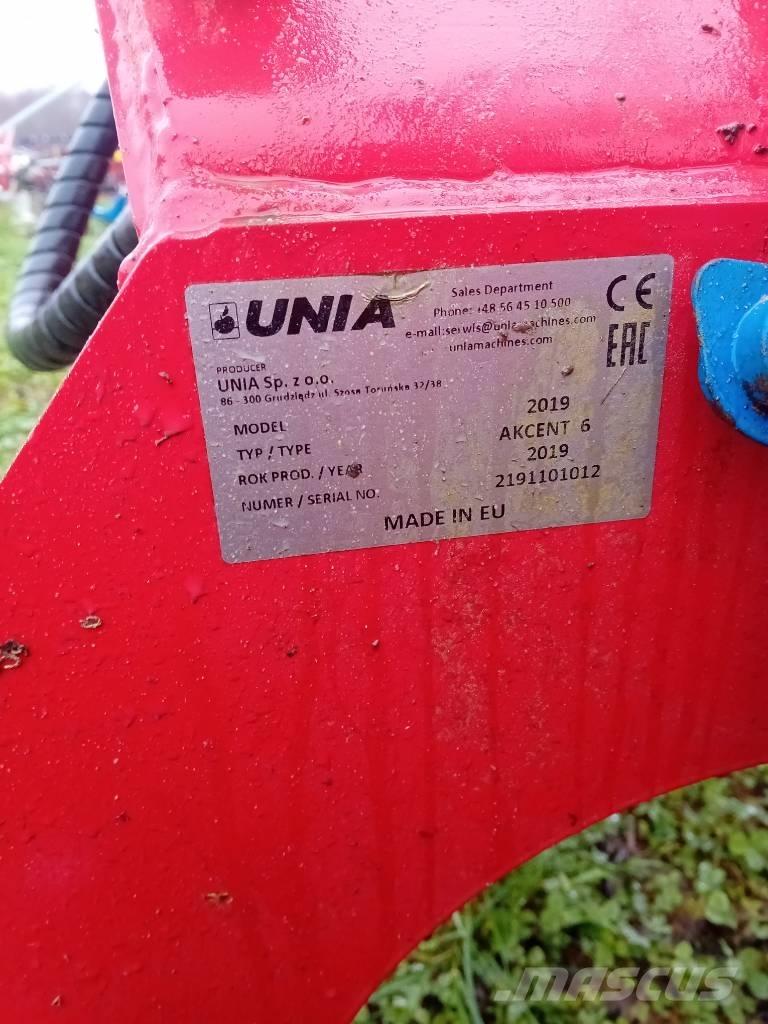 UNIA
Sales Department
Phone: +48 56 45 10 500
e-mail:serwis@uniamachines.com
uniamachines.com
CE
EAC
PRODUCER
UNIA Sp. z o.o.
86 - 300 Grudziądz ul. Szosa Toruńska 32/38
MODEL 2019
TYP / TYPE AKCENT 6
ROK PROD. / YEAR 2019
NUMER / SERIAL NO. 2191101012
MADE IN EU
MASCUS